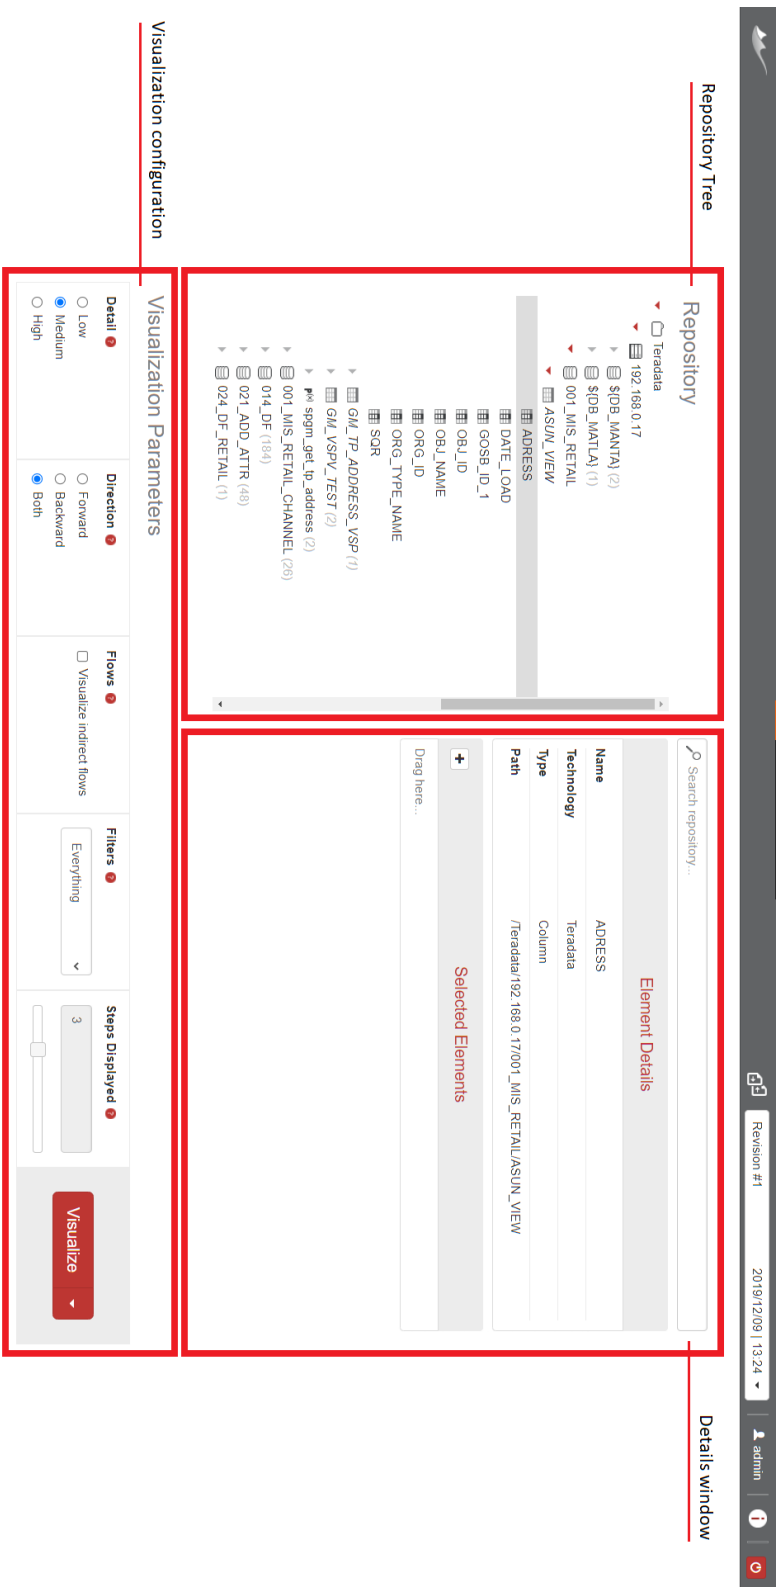 Revision #1 2019/12/09 | 13:24 admin
Repository Tree
Details window
Repository
Teradata
192.168.0.17
${DB_MANTA} (2)
${DB_MATLA} (1)
001_MIS_RETAIL
ASUN_VIEW
ADRESS
DATE_LOAD
GOSB_ID_1
OBJ_ID
OBJ_NAME
ORG_ID
ORG_TYPE_NAME
SQR
GM_TP_ADDRESS_VSP (1)
GM_VSPV_TEST (2)
spgm_get_tp_address (2)
001_MIS_RETAIL_CHANNEL (26)
014_DF (184)
021_ADD_ATTR (48)
024_DF_RETAIL (1)
Search repository...
Element Details
Name ADRESS
Technology Teradata
Type Column
Path /Teradata/192.168.0.17/001_MIS_RETAIL/ASUN_VIEW
+ Selected Elements
Drag here...
Visualization configuration
Visualization Parameters
Detail ?
Low
Medium
High
Direction ?
Forward
Backward
Both
Flows ?
Visualize indirect flows
Filters ?
Everything
Steps Displayed ?
3
Visualize